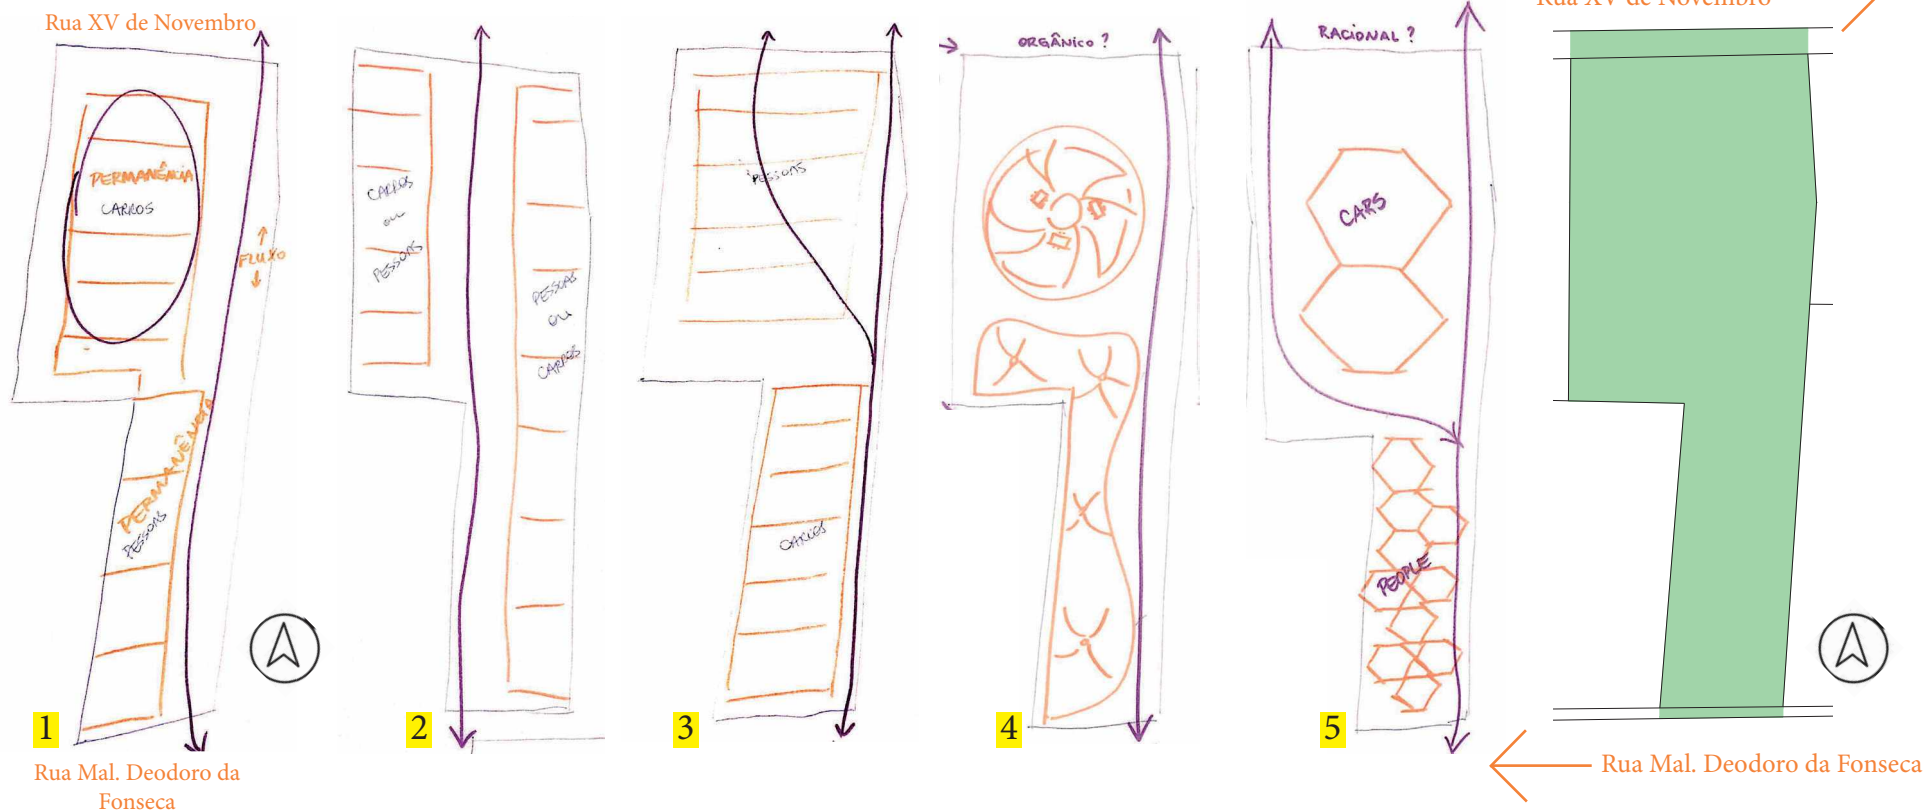 Rua XV de Novembro
PERMANÊNCIA
CARROS
↑
FLUXO
↓
PERMANÊNCIA
PESSOAS
1
Rua Mal. Deodoro da
Fonseca
CARROS
ou
PESSOAS
PESSOAS
ou
CARROS
2
PESSOAS
CARROS
3
ORGÂNICO?
4
RACIONAL?
CARS
PEOPLE
5
Rua XV de Novembro
Rua Mal. Deodoro da Fonseca